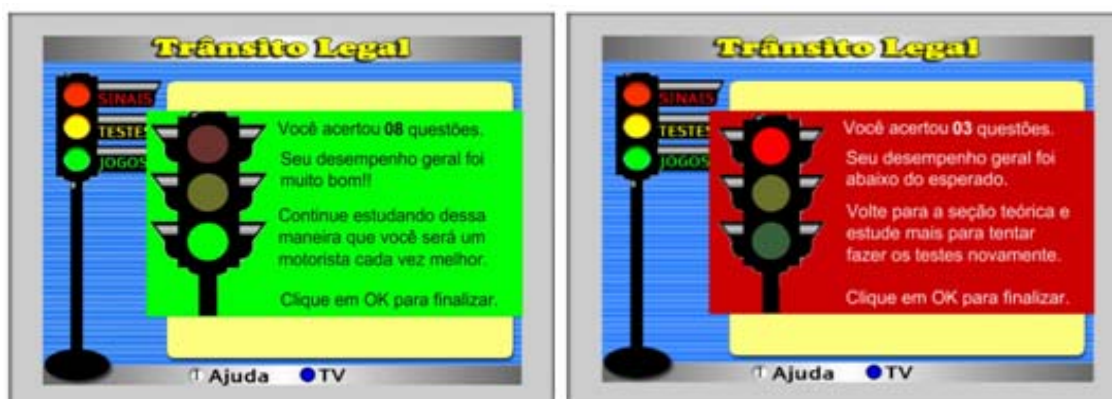 Trânsito Legal
SINAIS
TESTES
JOGOS
Você acertou 08 questões.
Seu desempenho geral foi
muito bom!!
Continue estudando dessa
maneira que você será um
motorista cada vez melhor.
Clique em OK para finalizar.
i Ajuda
TV
Trânsito Legal
SINAIS
TESTES
JOGOS
Você acertou 03 questões.
Seu desempenho geral foi
abaixo do esperado.
Volte para a seção teórica e
estude mais para tentar
fazer os testes novamente.
Clique em OK para finalizar.
i Ajuda
TV